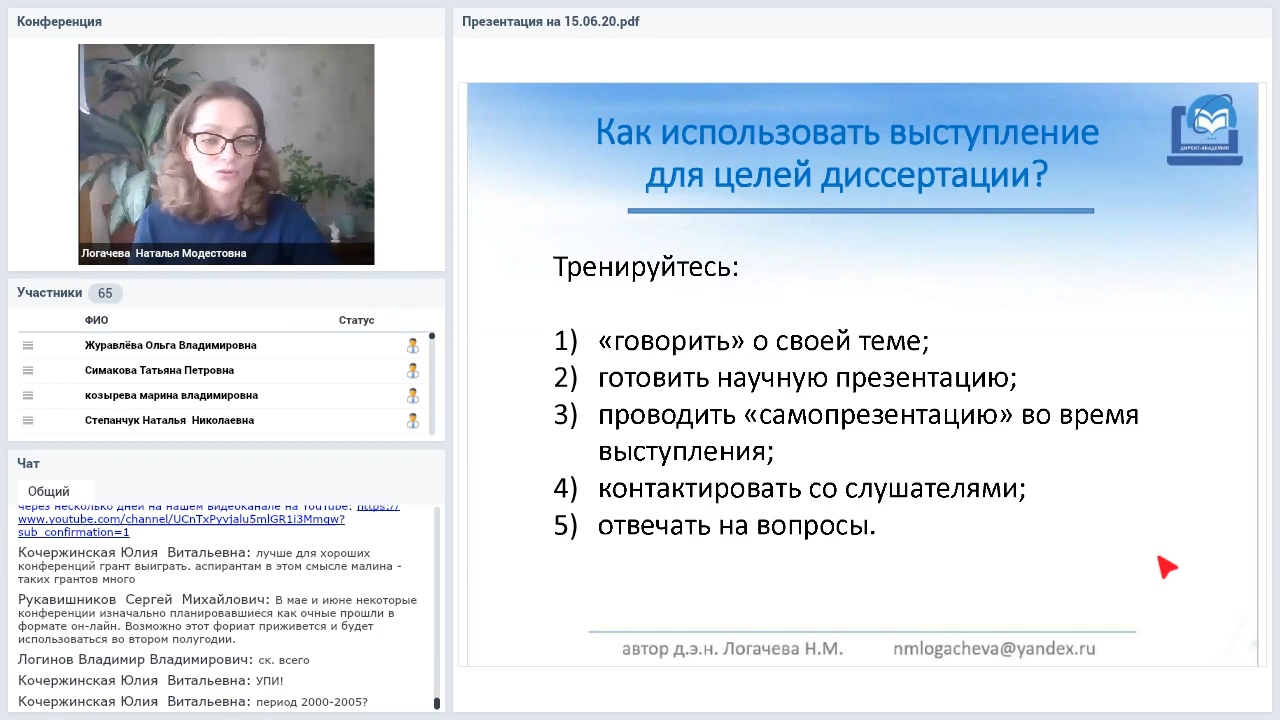 Конференция
Логачева Наталья Модестовна
Участники 65
ФИО Статус
Журавлёва Ольга Владимировна
Симакова Татьяна Петровна
козырева марина владимировна
Степанчук Наталья Николаевна
Чат
Общий
через несколько дней на нашем видеоканале на YouTube: https://
www.youtube.com/channel/UCnTxPyvjalu5mlGR1i3Mmqw?
sub_confirmation=1
Кочержинская Юлия Витальевна: лучше для хороших
конференций грант выиграть. аспирантам в этом смысле малина -
таких грантов много
Рукавишников Сергей Михайлович: В мае и июне некоторые
конференции изначально планировавшиеся как очные прошли в
формате он-лайн. Возможно этот фориат приживется и будет
использоваться во втором полугодии.
Логинов Владимир Владимирович: ск. всего
Кочержинская Юлия Витальевна: УПИ!
Кочержинская Юлия Витальевна: период 2000-2005?
Презентация на 15.06.20.pdf
Как использовать выступление
для целей диссертации?
ДИРЕКТ-АКАДЕМИЯ
Тренируйтесь:
1) «говорить» о своей теме;
2) готовить научную презентацию;
3) проводить «самопрезентацию» во время
выступления;
4) контактировать со слушателями;
5) отвечать на вопросы.
автор д.э.н. Логачева Н.М. nmlogacheva@yandex.ru